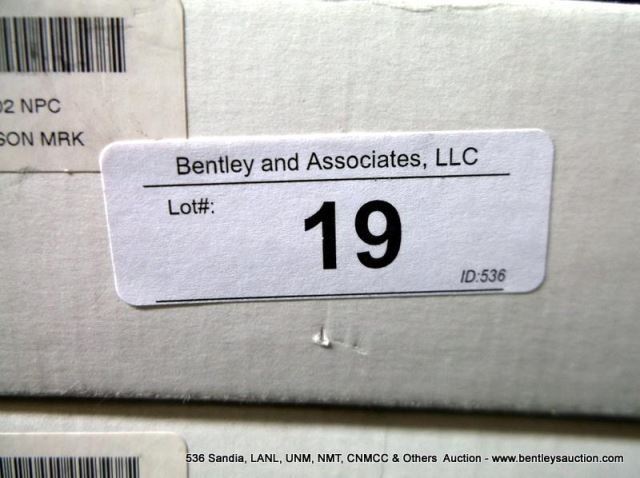 02 NPC
SON MRK
Bentley and Associates, LLC
Lot#:
19
ID:536
536 Sandia, LANL, UNM, NMT, CNMCC & Others Auction - www.bentleysauction.com